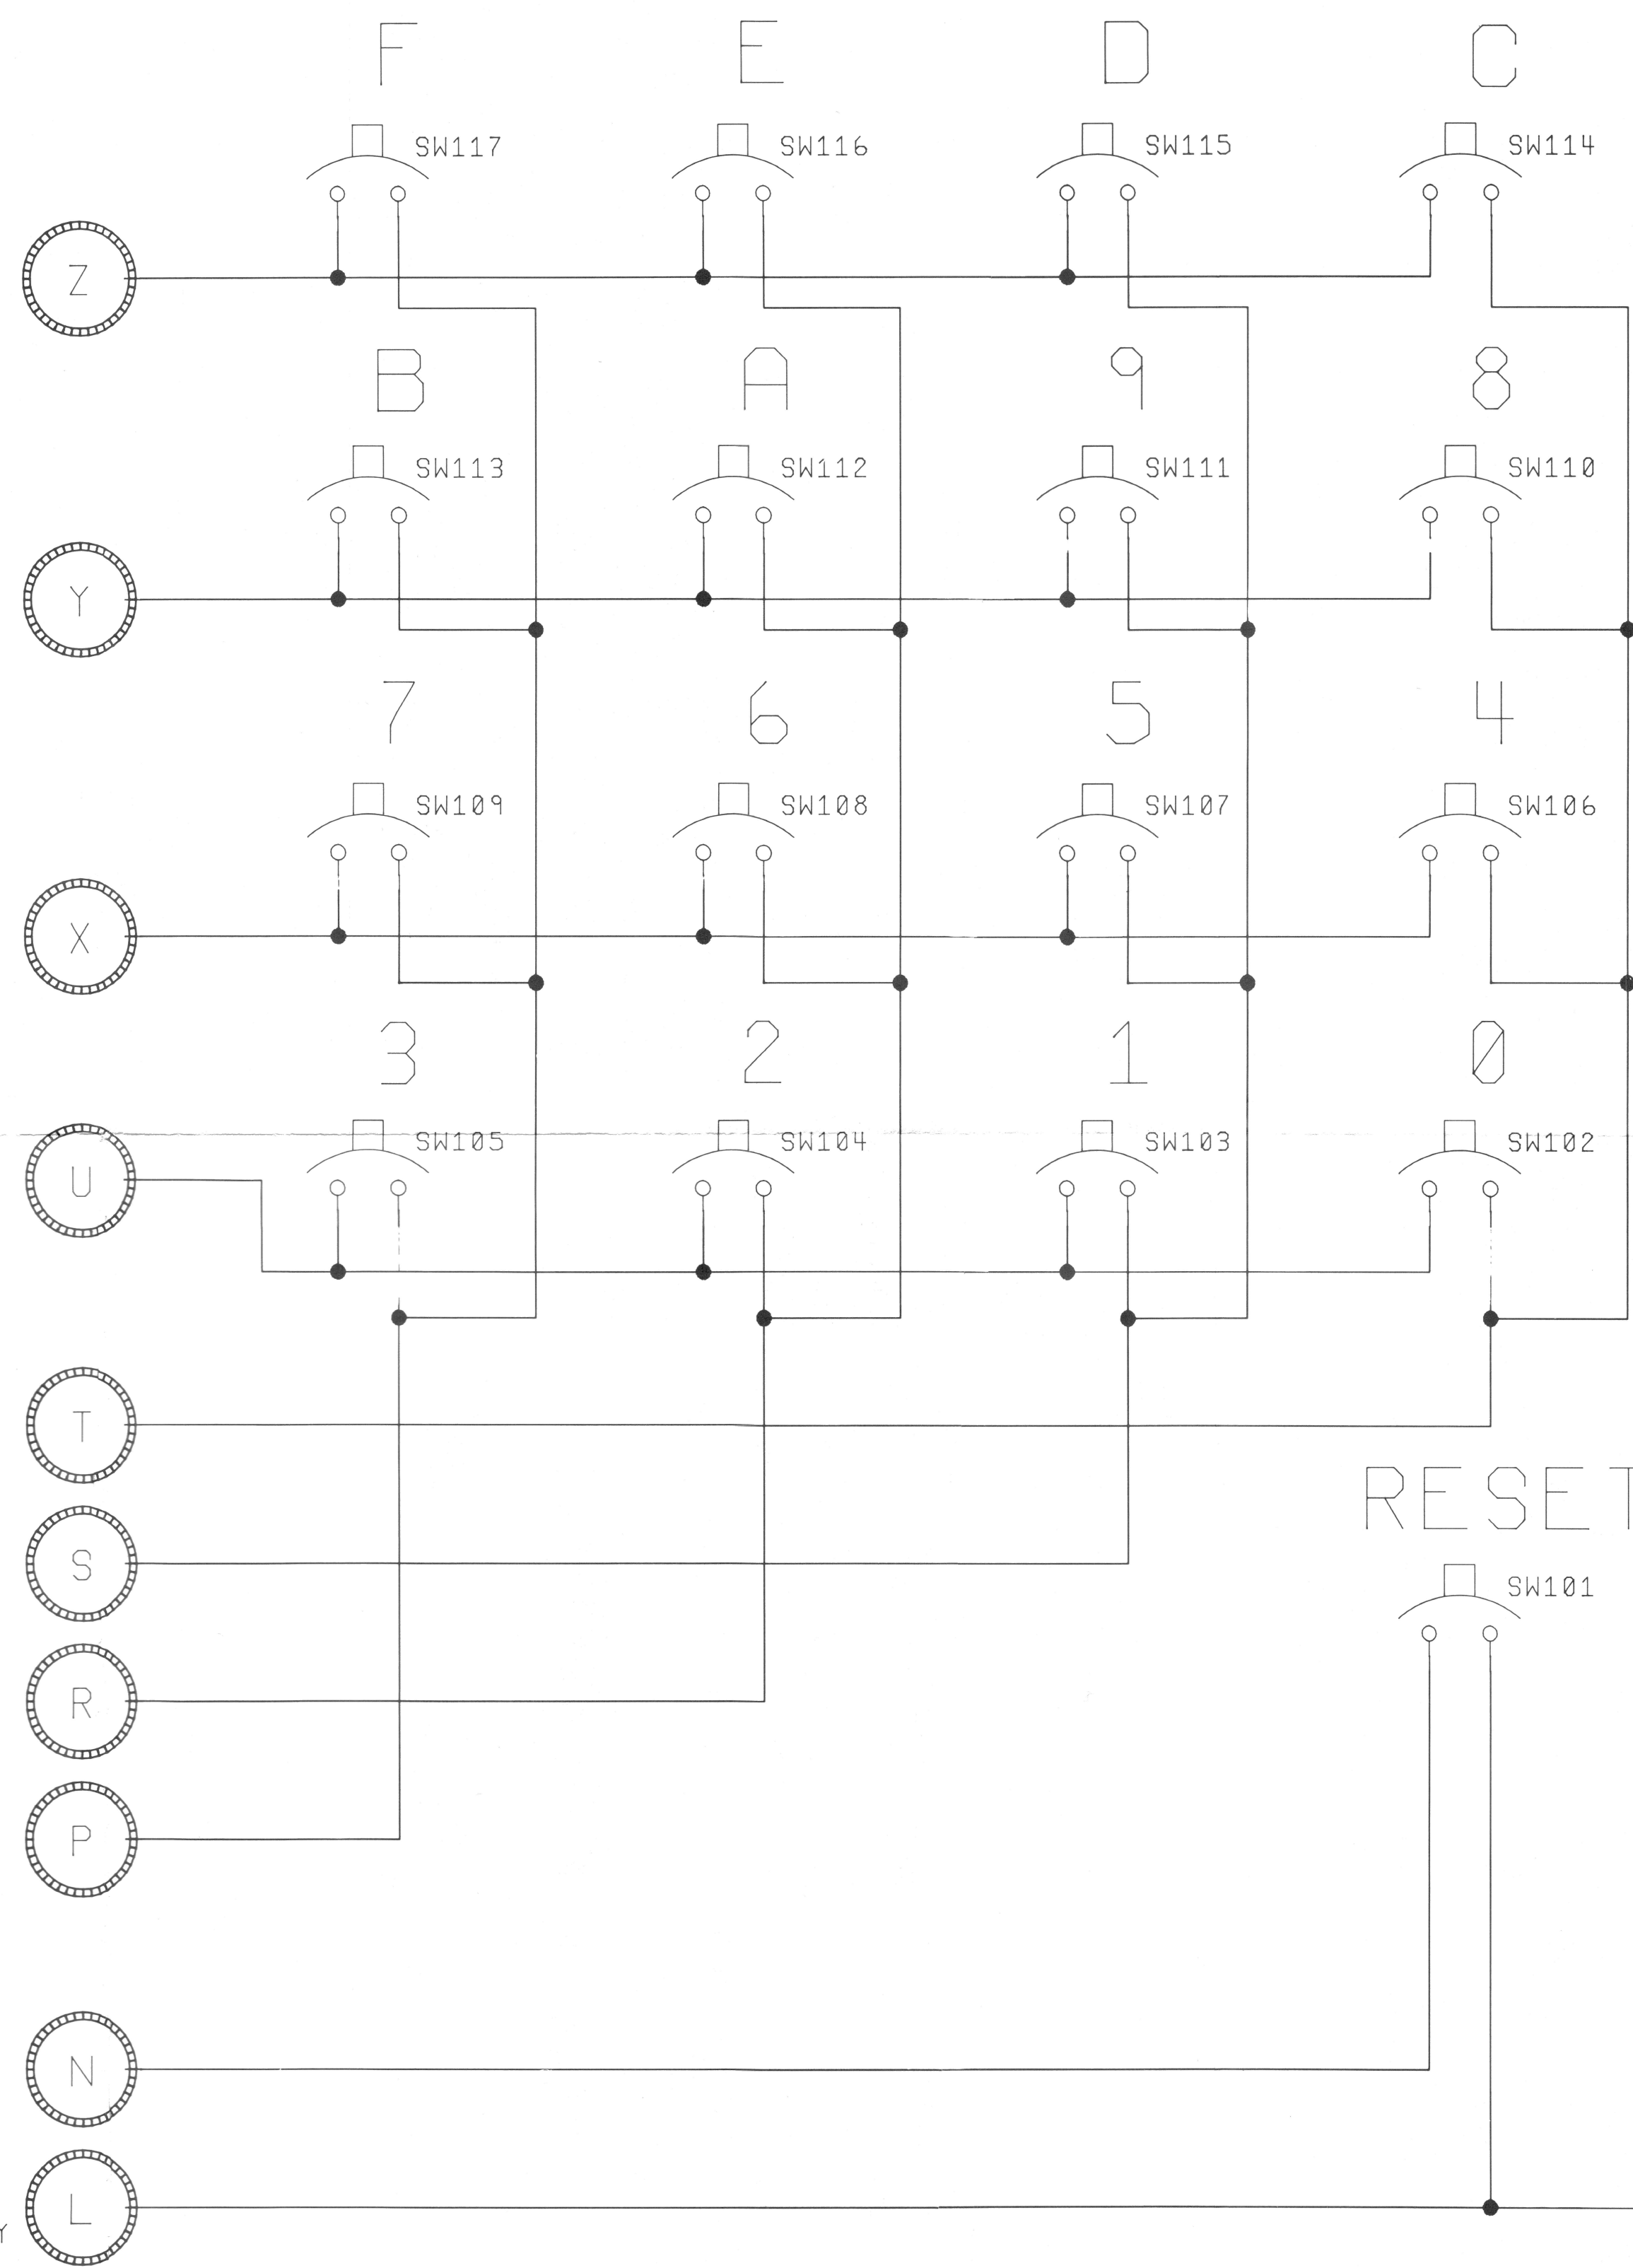 F E D C
SW117 SW116 SW115 SW114
Z
B A 9 8
SW113 SW112 SW111 SW110
Y
7 6 5 4
SW109 SW108 SW107 SW106
X
3 2 1 0
SW105 SW104 SW103 SW102
U
T
RESET
S
SW101
R
P
N
L
Y